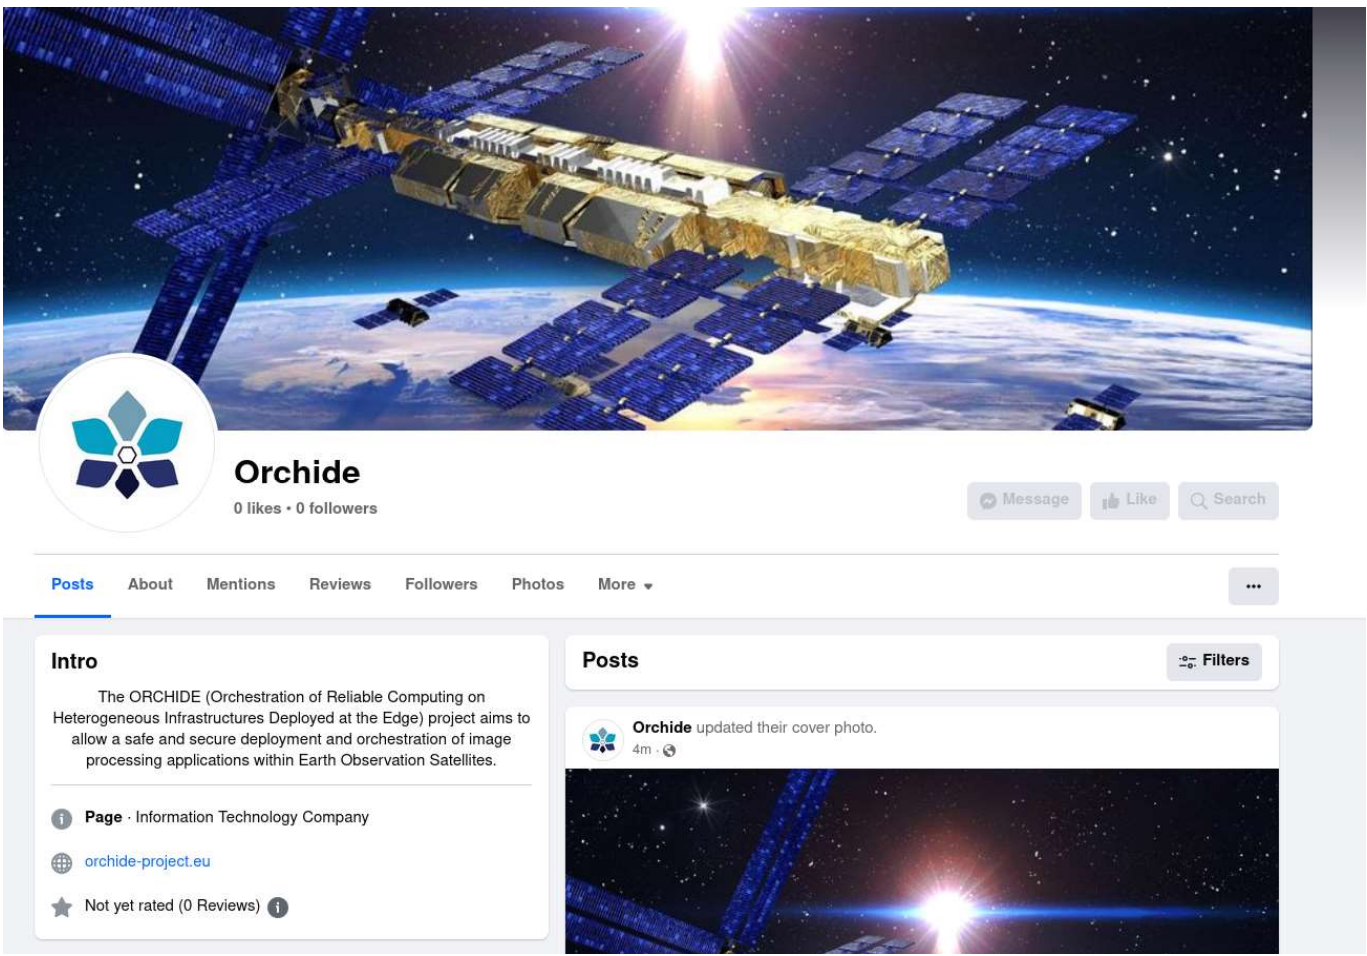 Orchide
0 likes • 0 followers
Message
Like
Search
Posts
About
Mentions
Reviews
Followers
Photos
More
Intro
The ORCHIDE (Orchestration of Reliable Computing on
Heterogeneous Infrastructures Deployed at the Edge) project aims to
allow a safe and secure deployment and orchestration of image
processing applications within Earth Observation Satellites.
Page · Information Technology Company
orchide-project.eu
Not yet rated (0 Reviews)
Posts
Filters
Orchide updated their cover photo.
4m ·